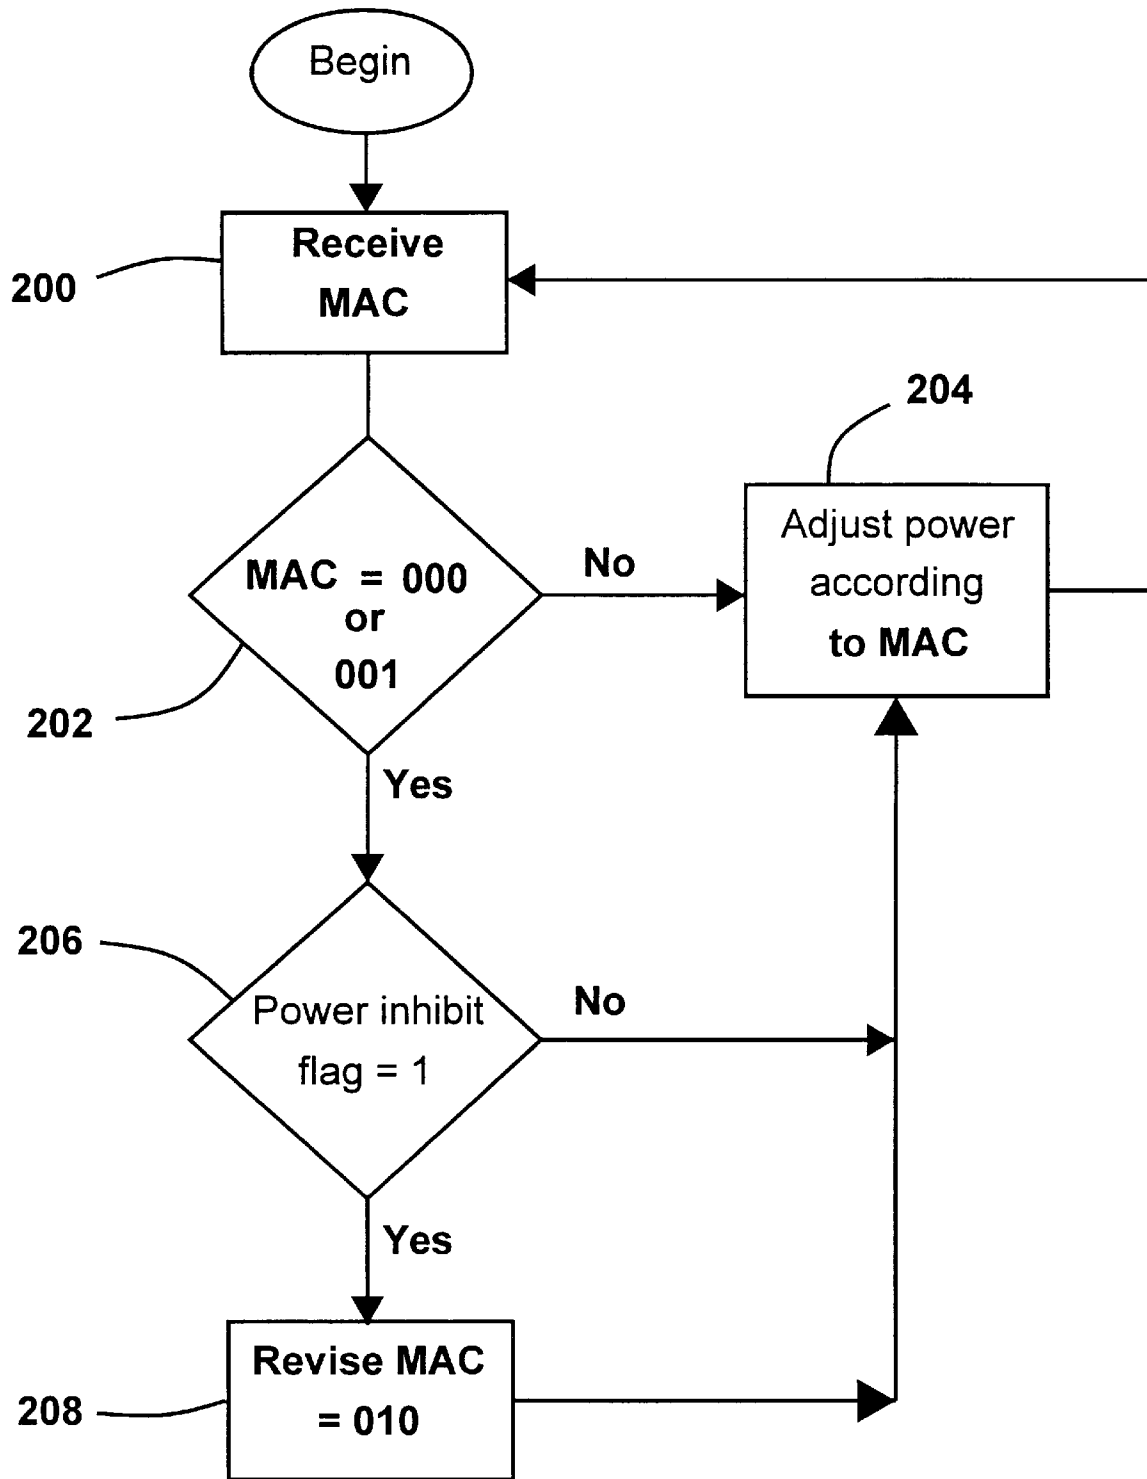 Begin
Receive
MAC
200
204
Adjust power
according
to MAC
MAC = 000
or
001
No
202
Yes
206
Power inhibit
flag = 1
No
Yes
Revise MAC
= 010
208